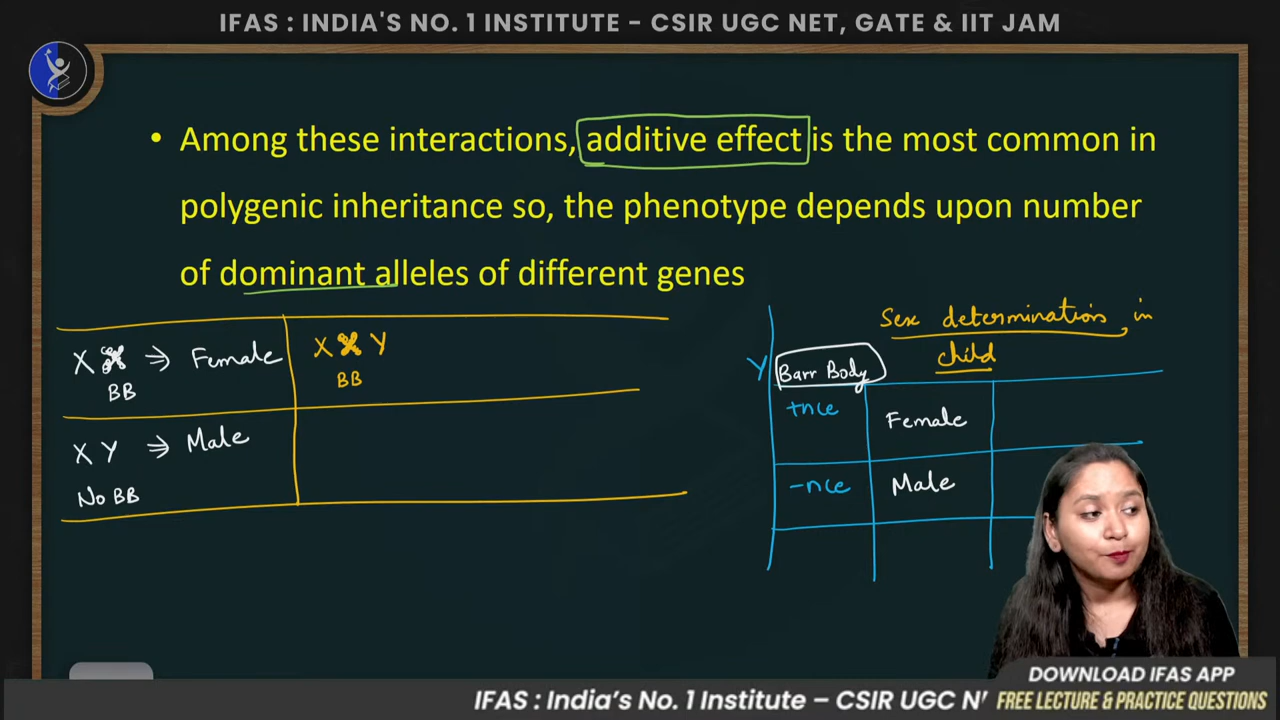 IFAS : INDIA'S NO. 1 INSTITUTE - CSIR UGC NET, GATE & IIT JAM
• Among these interactions, additive effect is the most common in
polygenic inheritance so, the phenotype depends upon number
of dominant alleles of different genes
X X ⇒ Female
BB
X Y ⇒ Male
No BB
X X Y
BB
Sex determination in
child
Y
Barr Body
+nce
Female
-nce
Male
DOWNLOAD IFAS APP
IFAS : India's No. 1 Institute – CSIR UGC N
FREE LECTURE & PRACTICE QUESTIONS